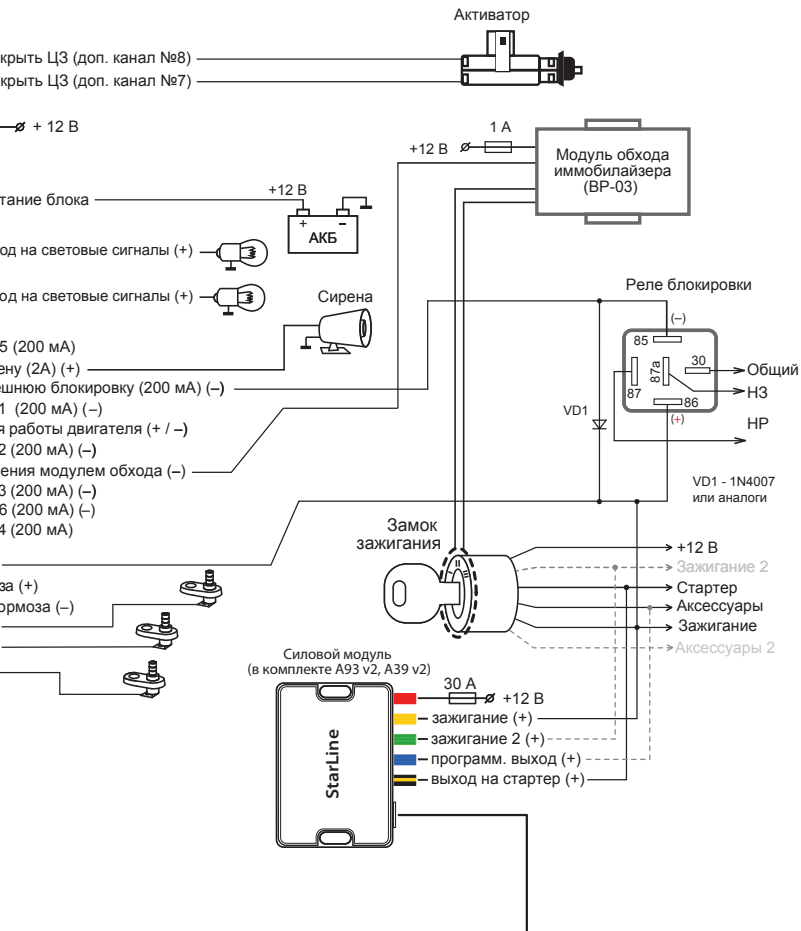 Активатор
крыть ЦЗ (доп. канал №8)
крыть ЦЗ (доп. канал №7)
+ 12 В
1 А
+12 В
Модуль обхода
иммобилайзера
(BP-03)
тание блока
+12 В
+ –
АКБ
од на световые сигналы (+)
од на световые сигналы (+)
Сирена
Реле блокировки
(–)
85
87a
30
87
86
(+)
Общий
НЗ
НР
VD1
VD1 - 1N4007
или аналоги
5 (200 мА)
ену (2А) (+)
ешнюю блокировку (200 мА) (–)
1 (200 мА) (–)
я работы двигателя (+ / –)
2 (200 мА) (–)
ения модулем обхода (–)
3 (200 мА) (–)
6 (200 мА) (–)
4 (200 мА)
Замок
зажигания
II
+12 В
Зажигание 2
Стартер
Аксессуары
Зажигание
Аксессуары 2
за (+)
ормоза (–)
Силовой модуль
(в комплекте A93 v2, A39 v2)
StarLine
30 А
+12 В
зажигание (+)
зажигание 2 (+)
программ. выход (+)
выход на стартер (+)